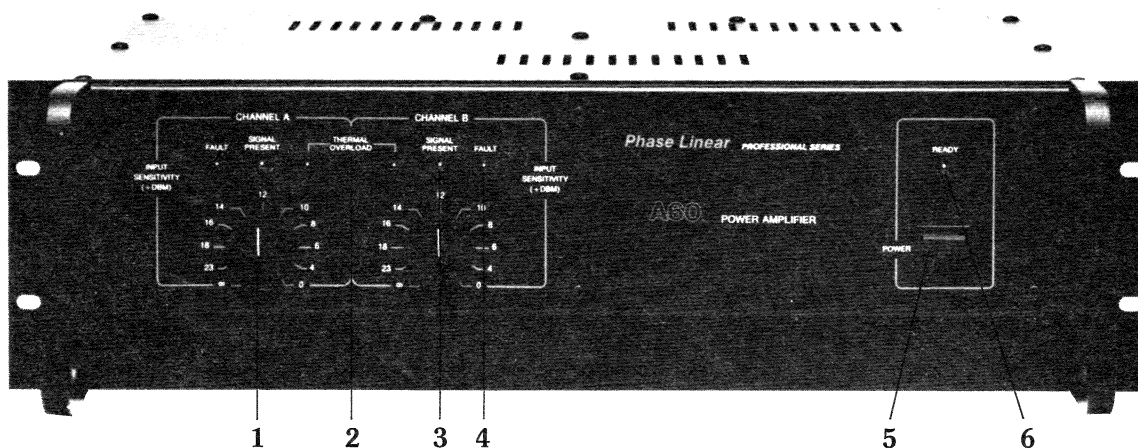 CHANNEL A CHANNEL B
FAULT SIGNAL PRESENT THERMAL OVERLOAD SIGNAL PRESENT FAULT
INPUT SENSITIVITY (+DBM)
12
14 10
16 8
18 6
23 4
∞ 0
12
14 10
16 8
18 6
23 4
∞ 0
INPUT SENSITIVITY (+DBM)
Phase Linear PROFESSIONAL SERIES
A60 POWER AMPLIFIER
READY
POWER
1 2 3 4 5 6